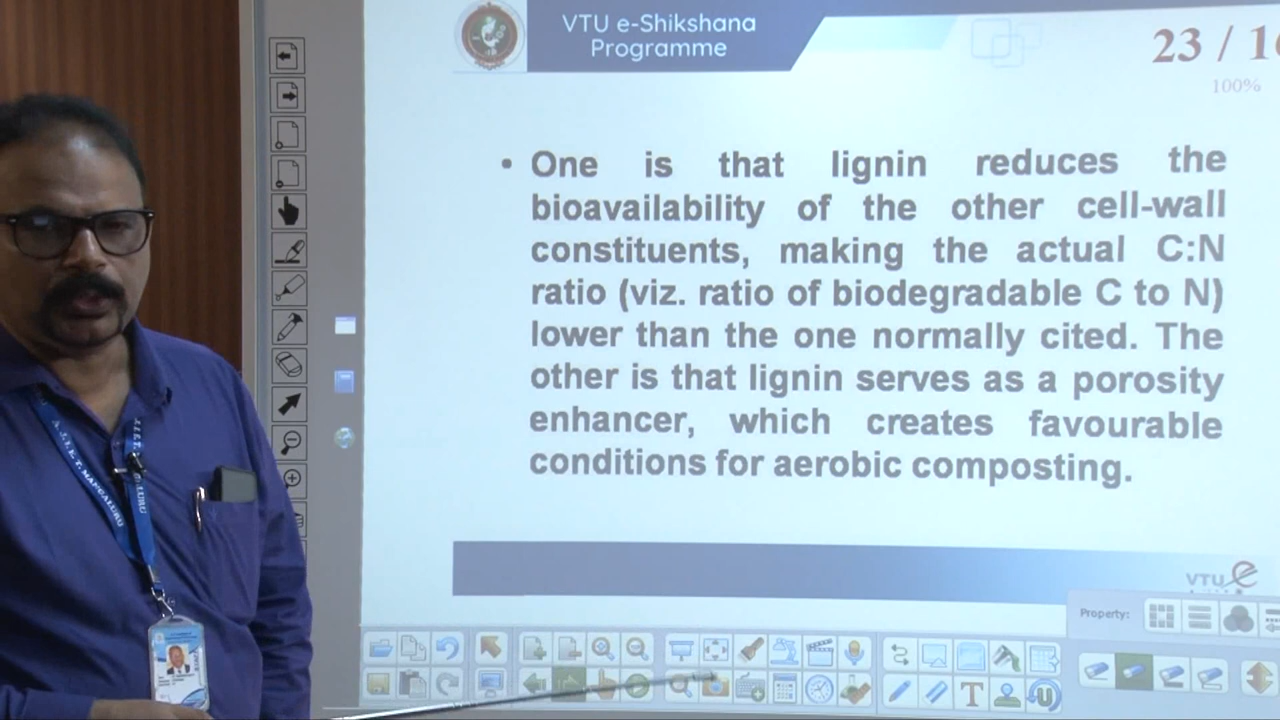 VTU e-Shikshana
Programme
23 / 16
100%
• One is that lignin reduces the
bioavailability of the other cell-wall
constituents, making the actual C:N
ratio (viz. ratio of biodegradable C to N)
lower than the one normally cited. The
other is that lignin serves as a porosity
enhancer, which creates favourable
conditions for aerobic composting.
VTU e
Property:
A.J.I.E.T. MANGALURU